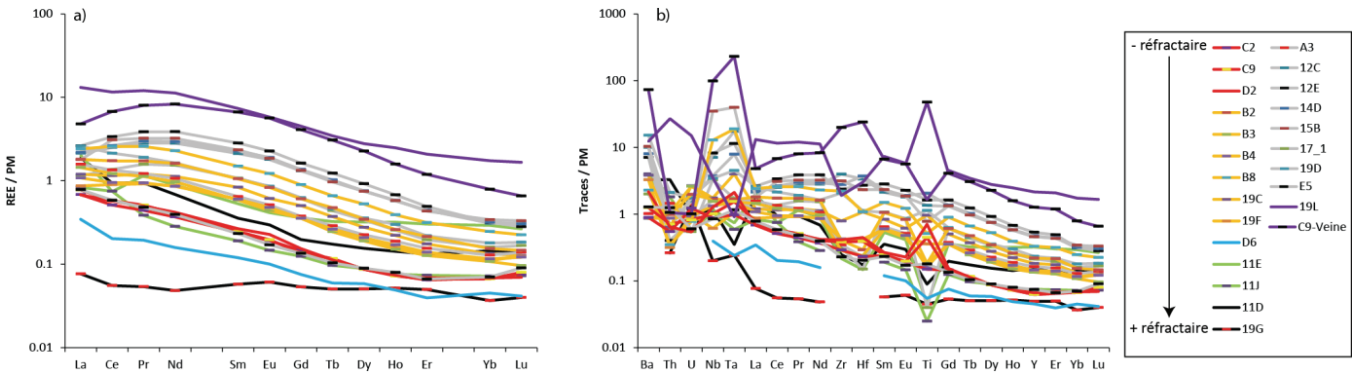 a)
100
10
1
0.1
0.01
REE / PM
La Ce Pr Nd Sm Eu Gd Tb Dy Ho Er Yb Lu
b)
1000
100
10
1
0.1
0.01
Traces / PM
Ba Th U Nb Ta La Ce Pr Nd Zr Hf Sm Eu Ti Gd Tb Dy Ho Y Er Yb Lu
- réfractaire
+ réfractaire
C2
C9
D2
B2
B3
B4
B8
19C
19F
D6
11E
11J
11D
19G
A3
12C
12E
14D
15B
17_1
19D
E5
19L
C9-Veine